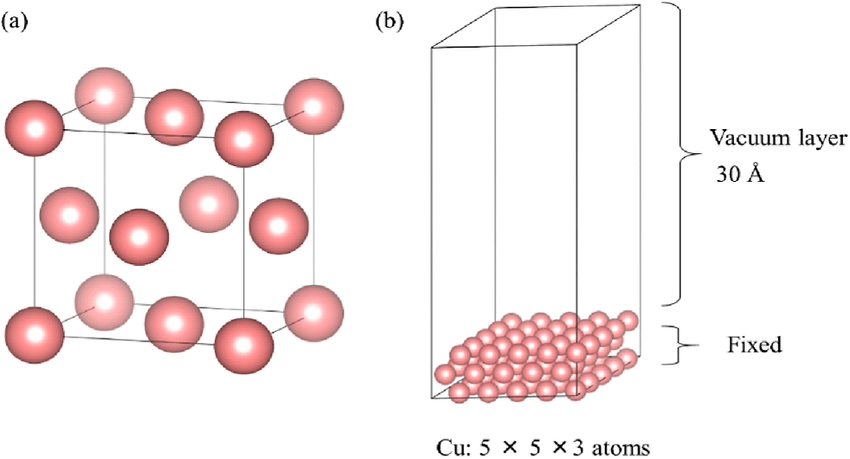 (a)
(b)
Vacuum layer
30 Å
Fixed
Cu: 5 × 5 × 3 atoms